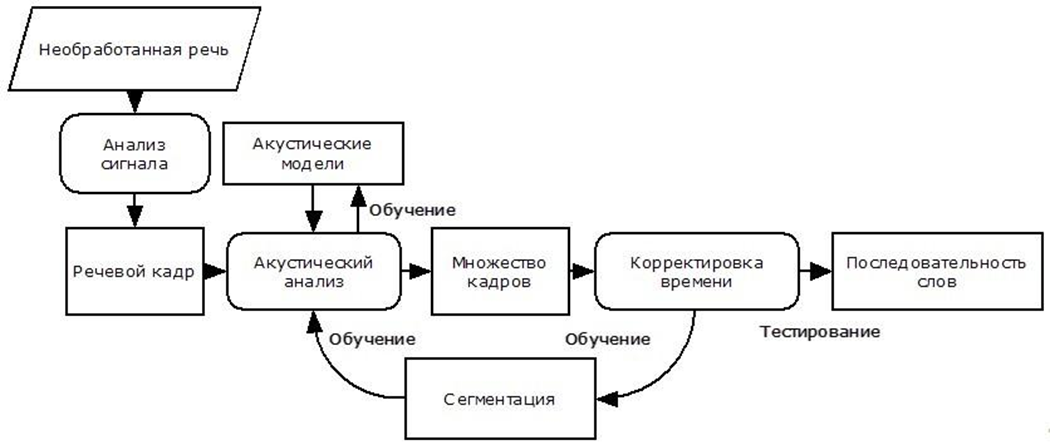 Необработанная речь
Анализ
сигнала
Акустические
модели
Обучение
Речевой кадр
Акустический
анализ
Множество
кадров
Корректировка
времени
Последовательность
слов
Обучение
Обучение
Тестирование
Сегментация